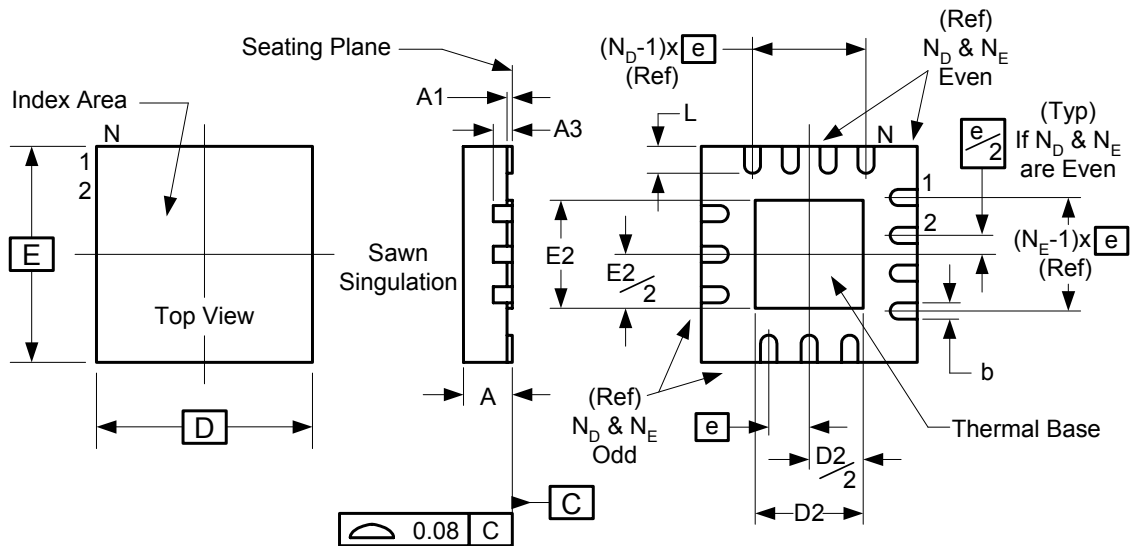 Seating Plane
Index Area
N
1
2
E
Top View
D
A1
A3
Sawn
Singulation
A
0.08 C
C
(N_D-1)x e
(Ref)
(Ref)
N_D & N_E
Even
L
N
e/2
(Typ)
If N_D & N_E
are Even
1
2
(N_E-1)x e
(Ref)
E2
E2/2
b
(Ref)
N_D & N_E
Odd
e
Thermal Base
D2/2
D2